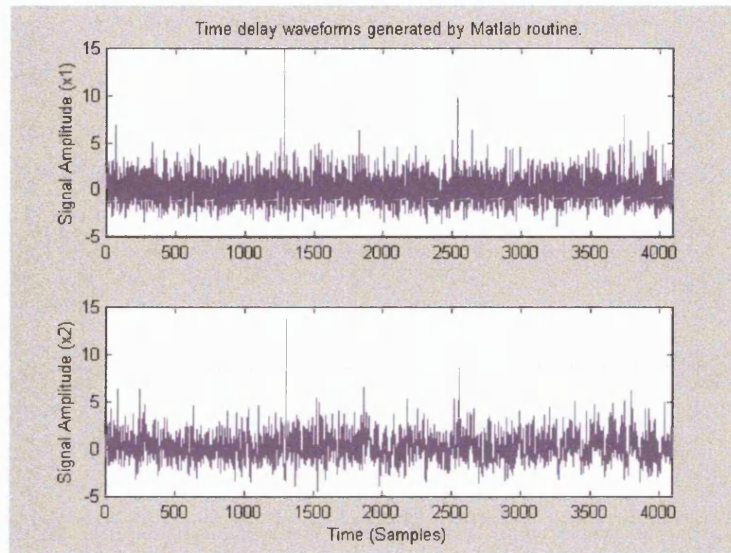 Time delay waveforms generated by Matlab routine.
Signal Amplitude (x1)
15
10
5
0
-5
0 500 1000 1500 2000 2500 3000 3500 4000
Signal Amplitude (x2)
15
10
5
0
-5
0 500 1000 1500 2000 2500 3000 3500 4000
Time (Samples)